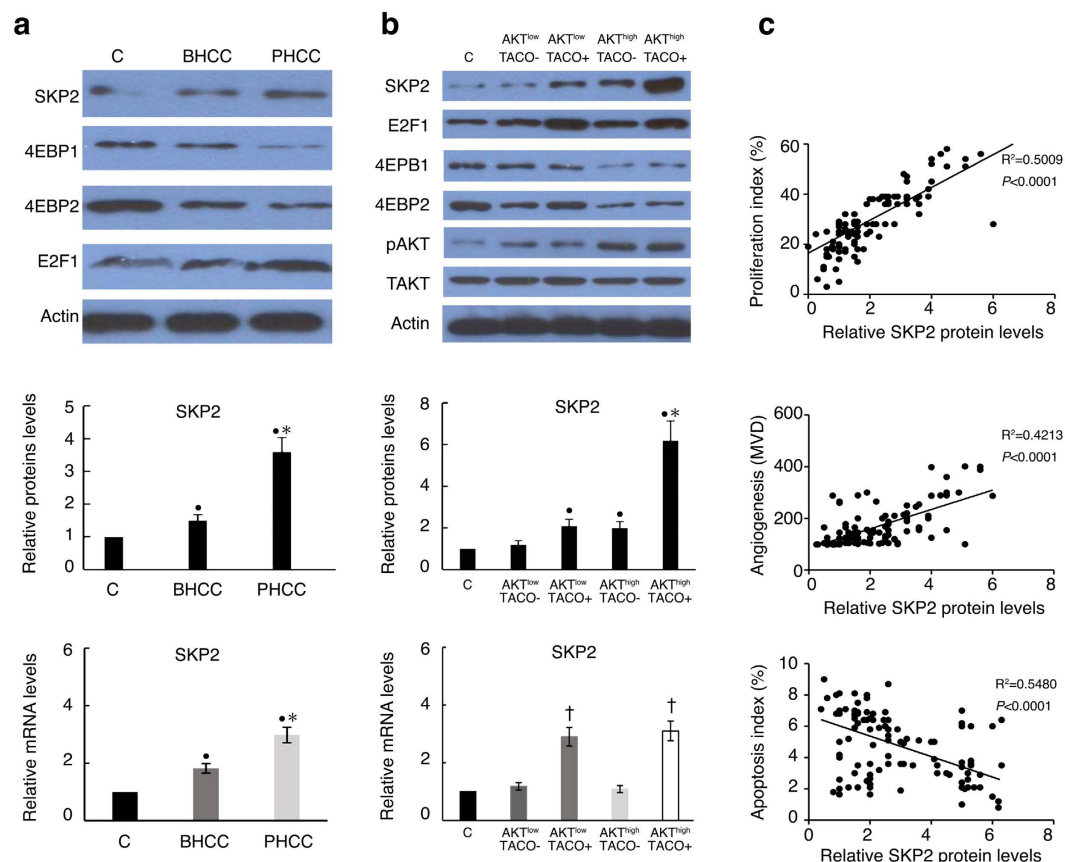 a
C BHCC PHCC
SKP2
4EBP1
4EBP2
E2F1
Actin
5
4
3
2
1
0
Relative proteins levels
SKP2
•
•*
C BHCC PHCC
6
4
2
0
Relative mRNA levels
SKP2
•
•*
C BHCC PHCC
b
C AKTlow TACO- AKTlow TACO+ AKThigh TACO- AKThigh TACO+
SKP2
E2F1
4EPB1
4EBP2
pAKT
TAKT
Actin
8
6
4
2
0
Relative proteins levels
SKP2
•
•
•*
C AKTlow TACO- AKTlow TACO+ AKThigh TACO- AKThigh TACO+
6
4
2
0
Relative mRNA levels
SKP2
†
†
C AKTlow TACO- AKTlow TACO+ AKThigh TACO- AKThigh TACO+
c
60
40
20
0
Proliferation index (%)
R²=0.5009
P<0.0001
0 2 4 6 8
Relative SKP2 protein levels
600
400
200
0
Angiogenesis (MVD)
R²=0.4213
P<0.0001
0 2 4 6 8
Relative SKP2 protein levels
10
8
6
4
2
0
Apoptosis index (%)
R²=0.5480
P<0.0001
0 2 4 6 8
Relative SKP2 protein levels